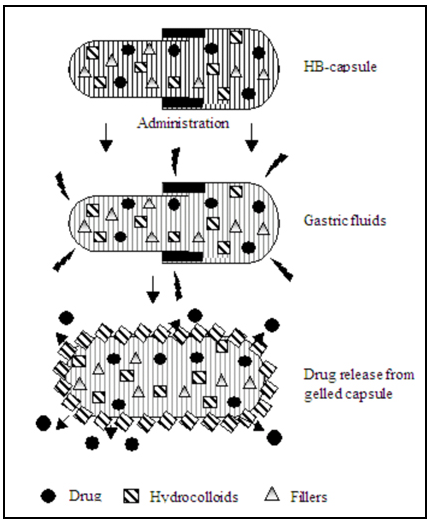 HB-capsule
Administration
Gastric fluids
Drug release from
gelled capsule
Drug
Hydrocolloids
Fillers